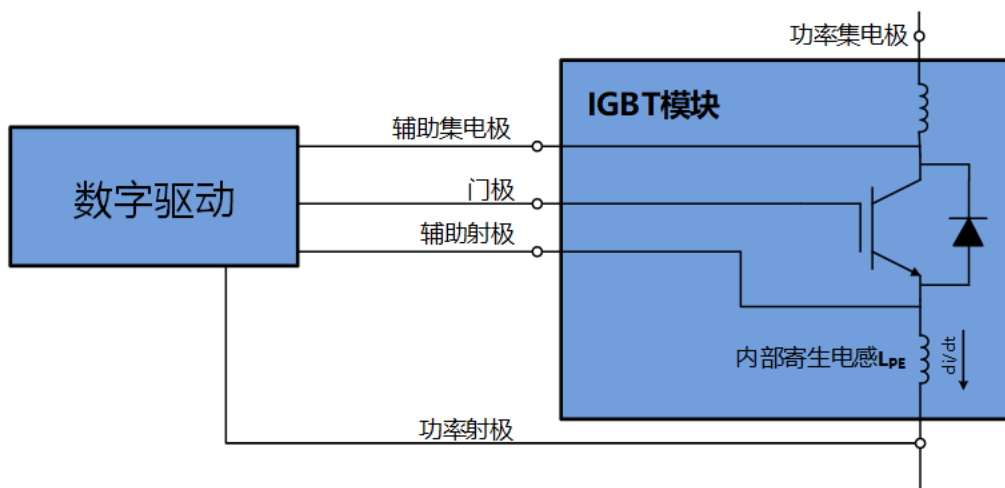 功率集电极
IGBT模块
辅助集电极
数字驱动
门极
辅助射极
内部寄生电感LPE
di/dt
功率射极